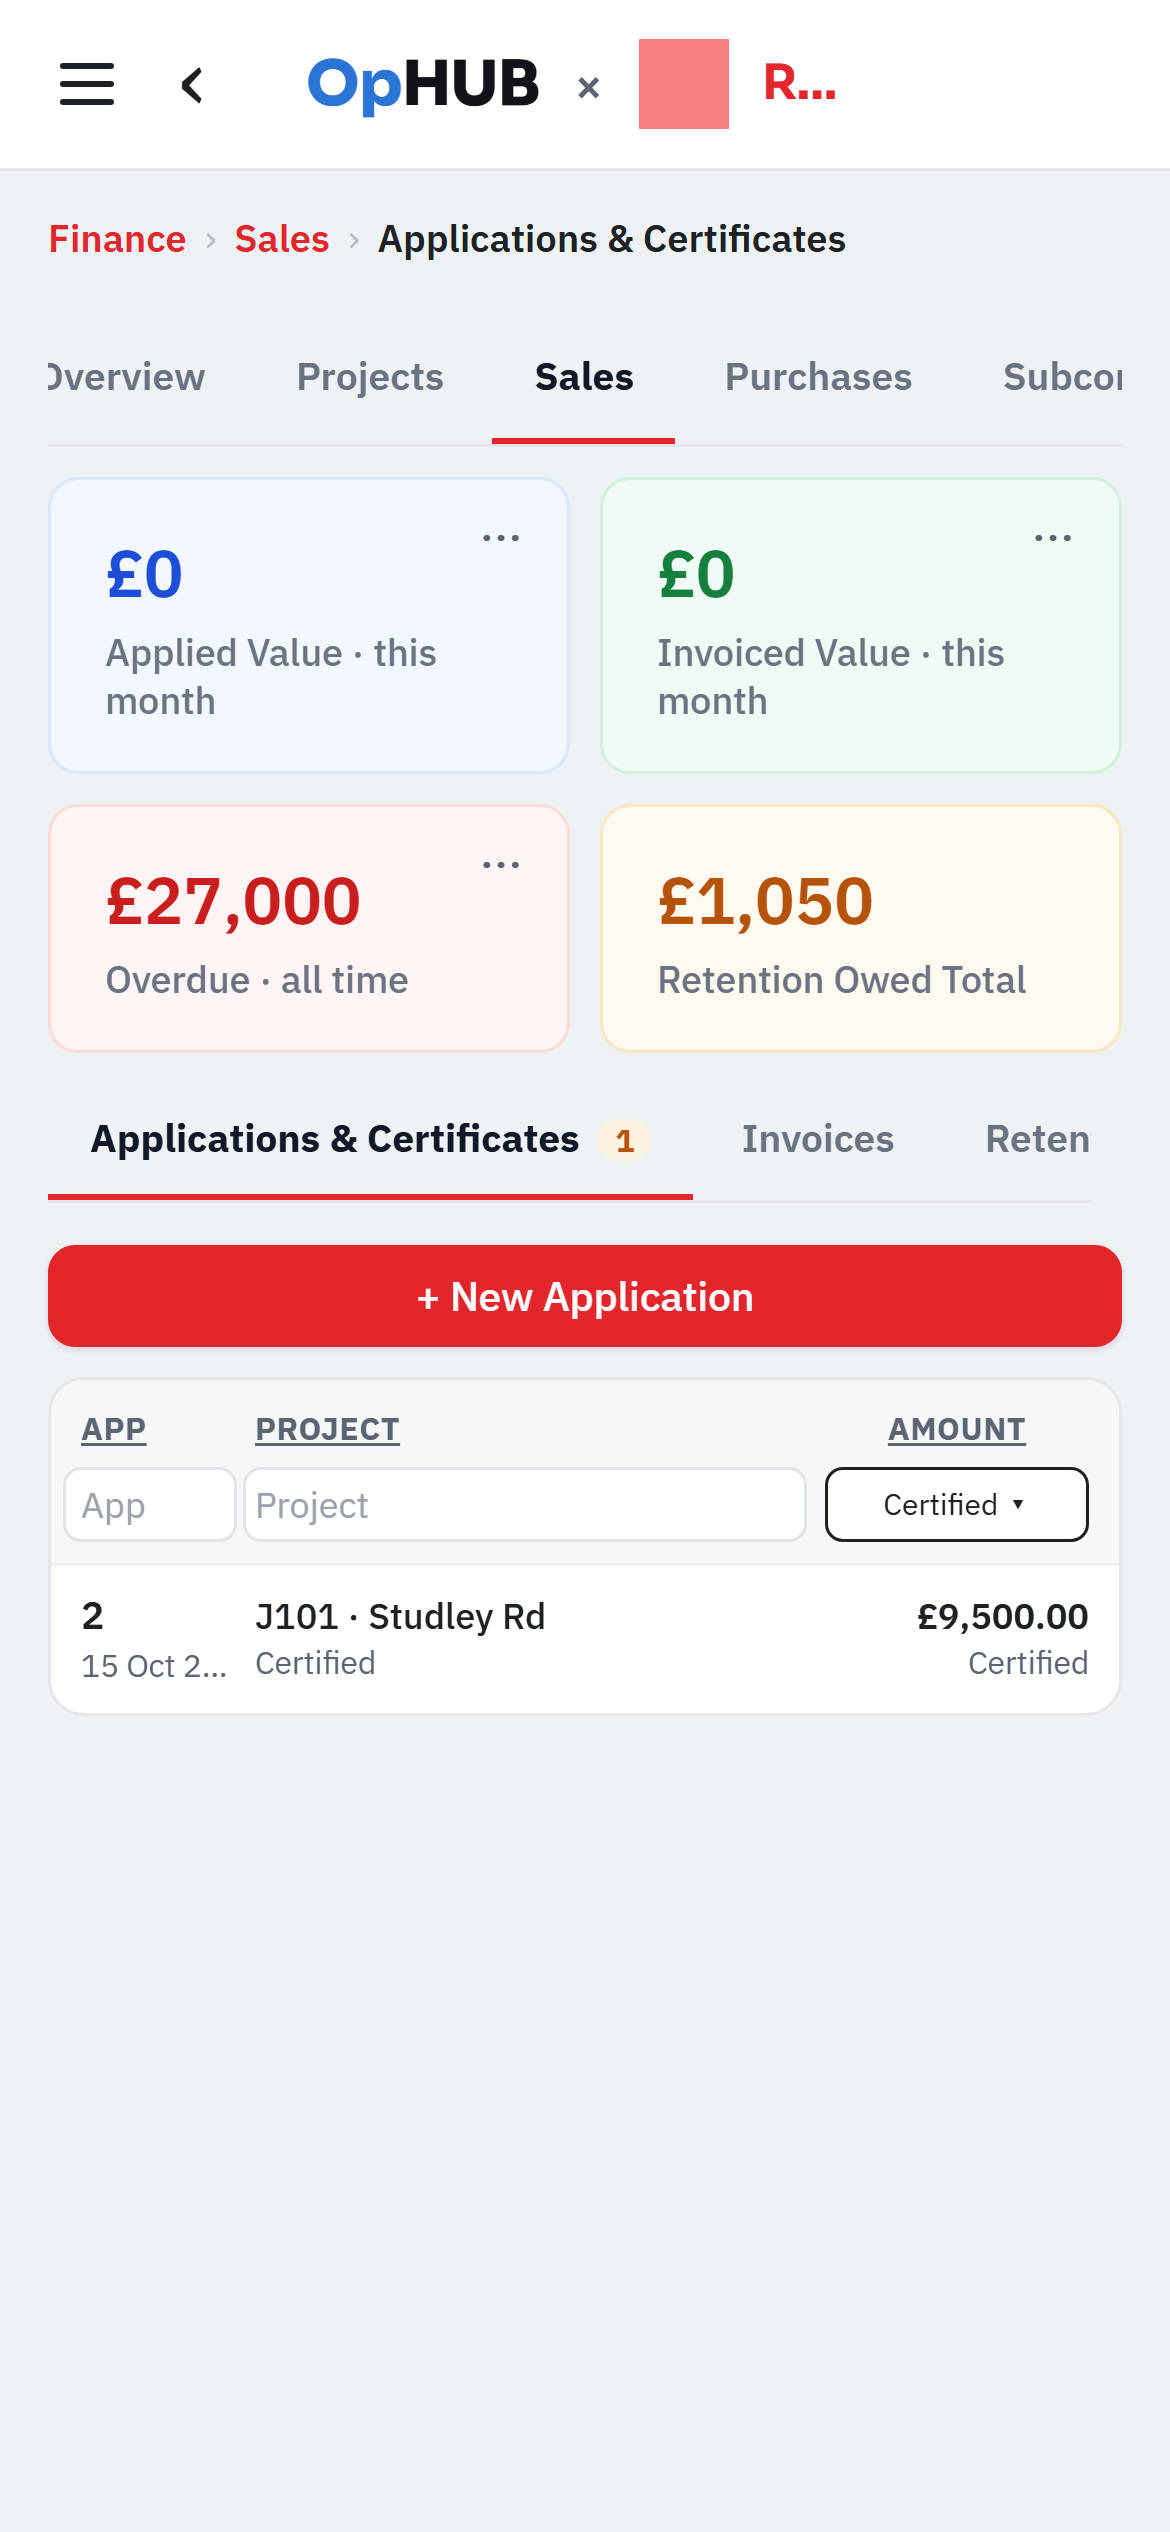 OpHUB × R...
Finance › Sales › Applications & Certificates
Overview Projects Sales Purchases Subcor
£0
Applied Value · this
month
£0
Invoiced Value · this
month
£27,000
Overdue · all time
£1,050
Retention Owed Total
Applications & Certificates 1 Invoices Reten
+ New Application
APP PROJECT AMOUNT
App Project Certified ▾
2 J101 · Studley Rd £9,500.00
15 Oct 2... Certified Certified